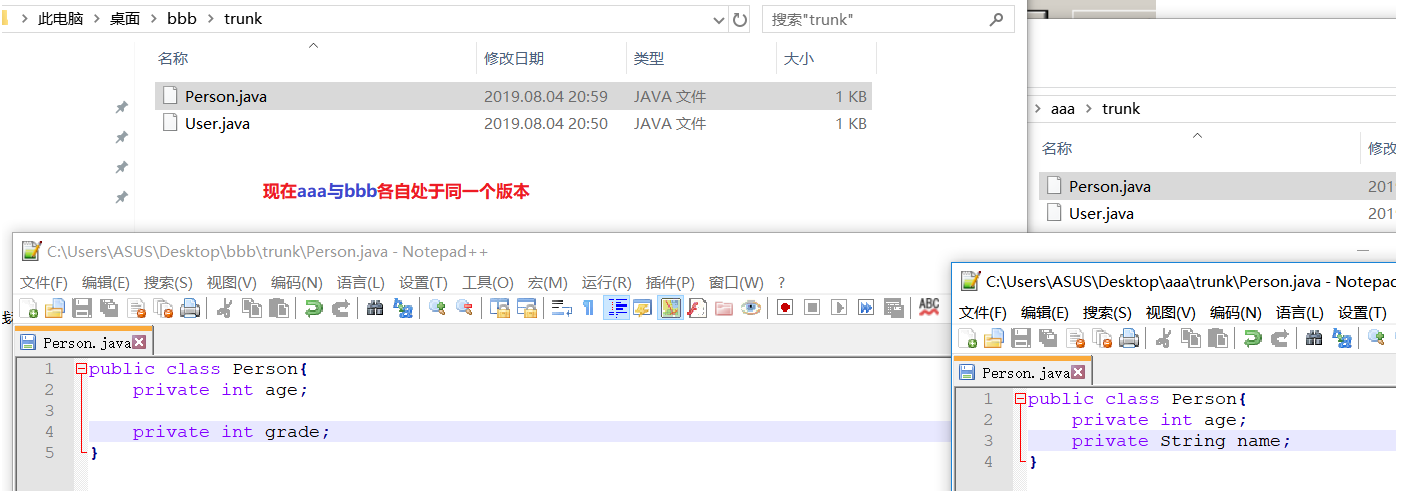 此电脑 > 桌面 > bbb > trunk
搜索"trunk"
名称 修改日期 类型 大小
Person.java 2019.08.04 20:59 JAVA 文件 1 KB
User.java 2019.08.04 20:50 JAVA 文件 1 KB
现在aaa与bbb各自处于同一个版本
> aaa > trunk
名称 修改
Person.java 201
User.java 201
C:\Users\ASUS\Desktop\bbb\trunk\Person.java - Notepad++
文件(F) 编辑(E) 搜索(S) 视图(V) 编码(N) 语言(L) 设置(T) 工具(O) 宏(M) 运行(R) 插件(P) 窗口(W) ?
ABC
Person.java
1 public class Person{
2 private int age;
3
4 private int grade;
5 }
C:\Users\ASUS\Desktop\aaa\trunk\Person.java - Notepad
文件(F) 编辑(E) 搜索(S) 视图(V) 编码(N) 语言(L) 设置(T)
Person.java
1 public class Person{
2 private int age;
3 private String name;
4 }